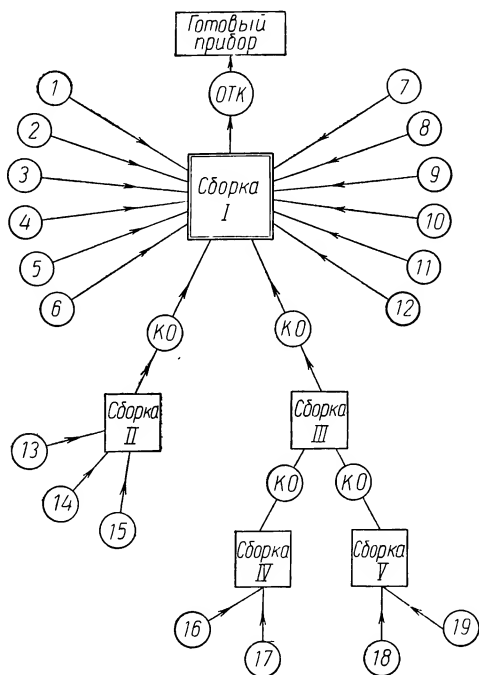 Готовый
прибор
ОТК
1
7
2
8
3
9
Сборка
I
4
10
5
11
6
12
КО
КО
Сборка
II
Сборка
III
13
14
15
КО
КО
Сборка
IV
Сборка
V
16
17
18
19